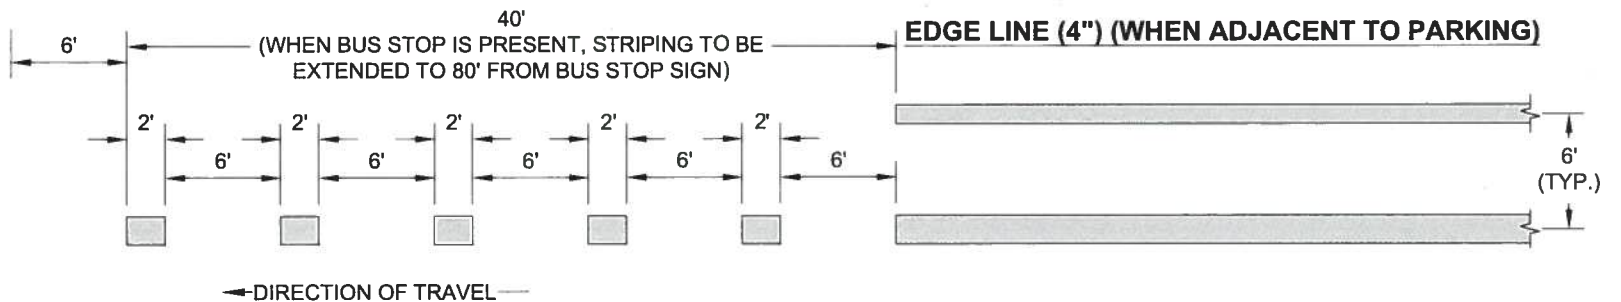 40'
EDGE LINE (4") (WHEN ADJACENT TO PARKING)
6'
(WHEN BUS STOP IS PRESENT, STRIPING TO BE
EXTENDED TO 80' FROM BUS STOP SIGN)
2'
2'
2'
2'
2'
6'
6'
6'
6'
6'
6'
(TYP.)
DIRECTION OF TRAVEL